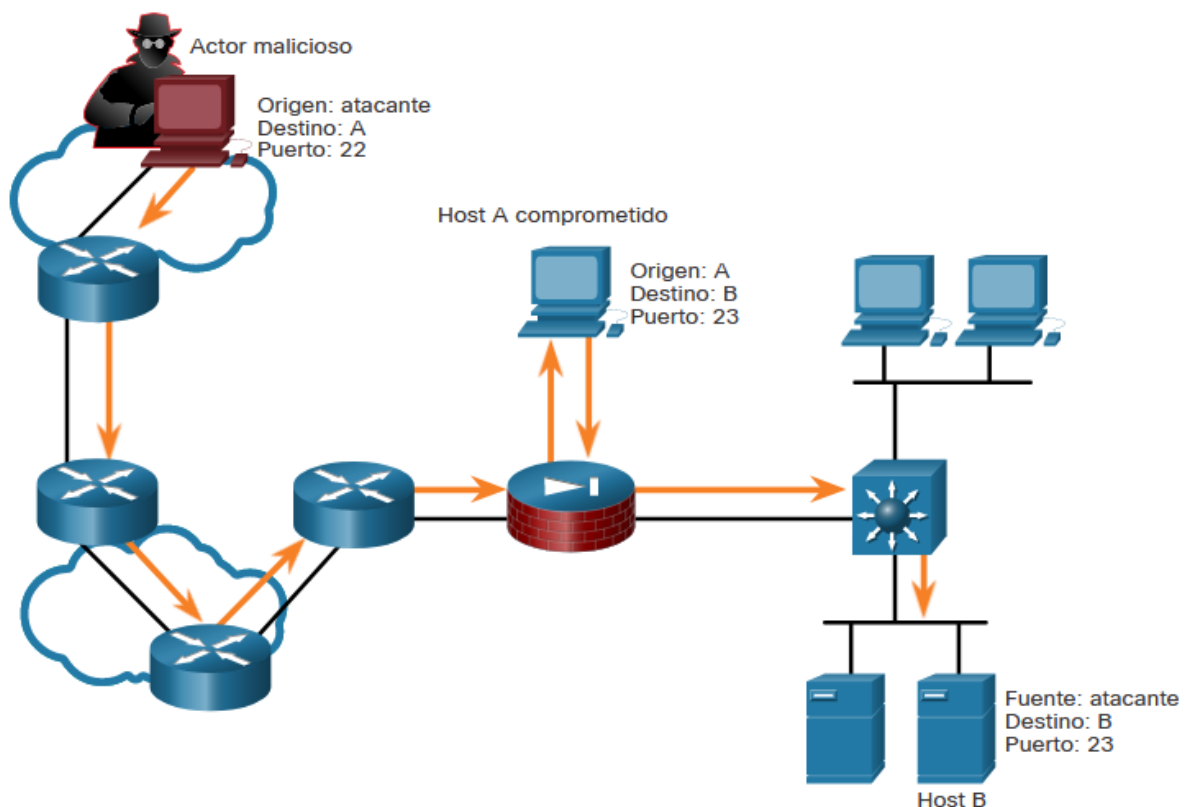 Actor malicioso
Origen: atacante
Destino: A
Puerto: 22
Host A comprometido
Origen: A
Destino: B
Puerto: 23
Fuente: atacante
Destino: B
Puerto: 23
Host B